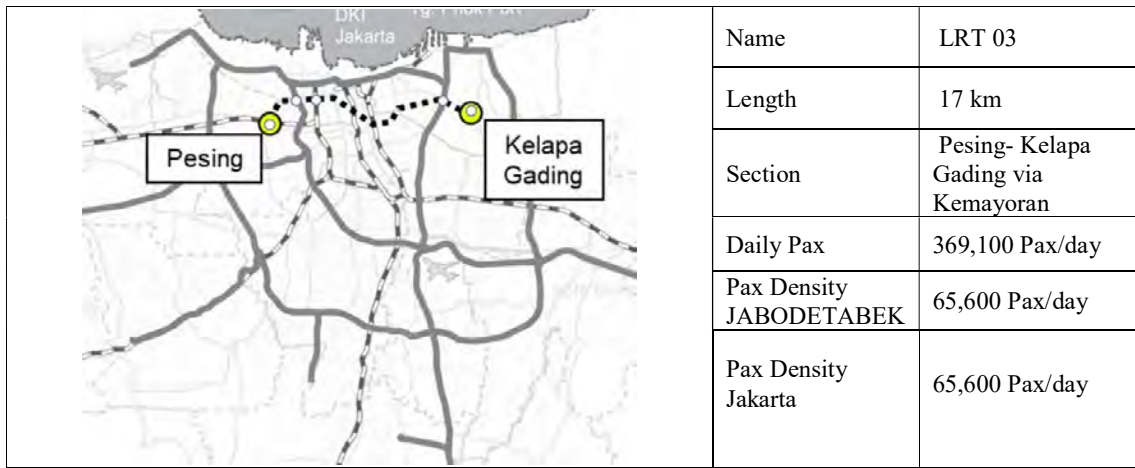 DKI
Jakarta
Pesing
Kelapa
Gading
Name LRT 03
Length 17 km
Section Pesing- Kelapa
Gading via
Kemayoran
Daily Pax 369,100 Pax/day
Pax Density
JABODETABEK 65,600 Pax/day
Pax Density
Jakarta 65,600 Pax/day